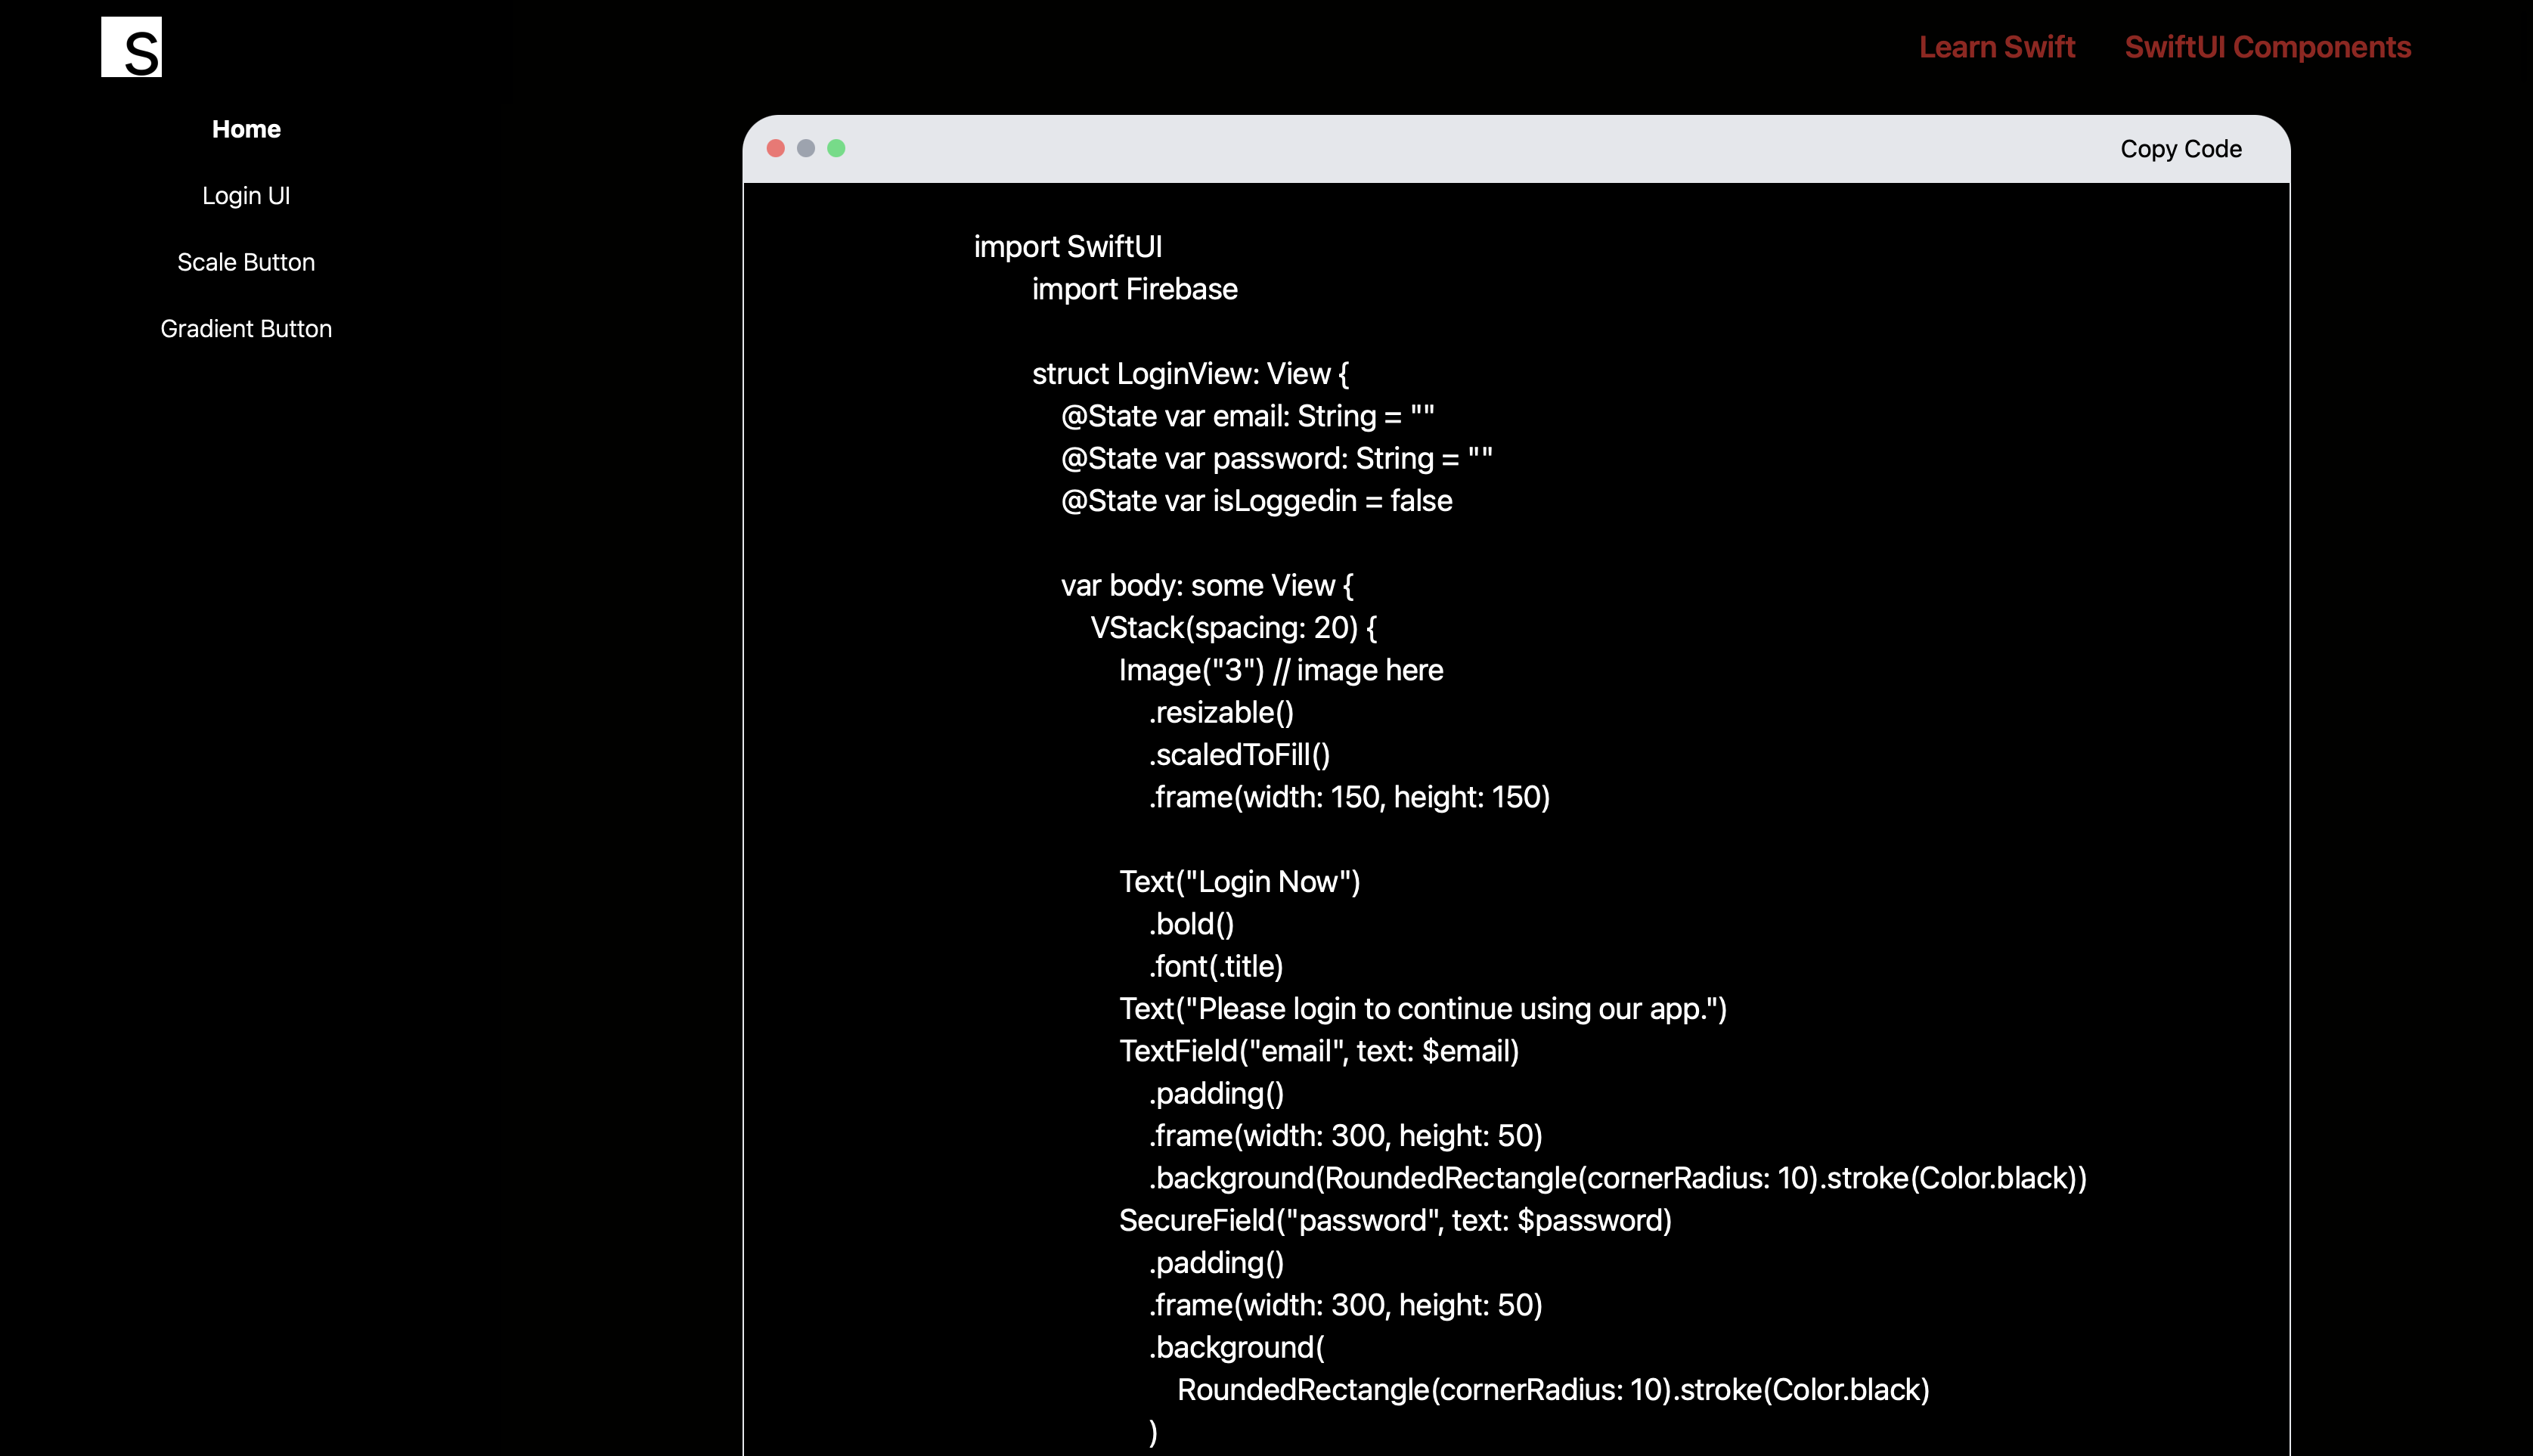 S
Learn Swift
SwiftUI Components
Home
Login UI
Scale Button
Gradient Button
Copy Code
import SwiftUI
import Firebase
struct LoginView: View {
@State var email: String = ""
@State var password: String = ""
@State var isLoggedin = false
var body: some View {
VStack(spacing: 20) {
Image("3") // image here
.resizable()
.scaledToFill()
.frame(width: 150, height: 150)
Text("Login Now")
.bold()
.font(.title)
Text("Please login to continue using our app.")
TextField("email", text: $email)
.padding()
.frame(width: 300, height: 50)
.background(RoundedRectangle(cornerRadius: 10).stroke(Color.black))
SecureField("password", text: $password)
.padding()
.frame(width: 300, height: 50)
.background(
RoundedRectangle(cornerRadius: 10).stroke(Color.black)
)